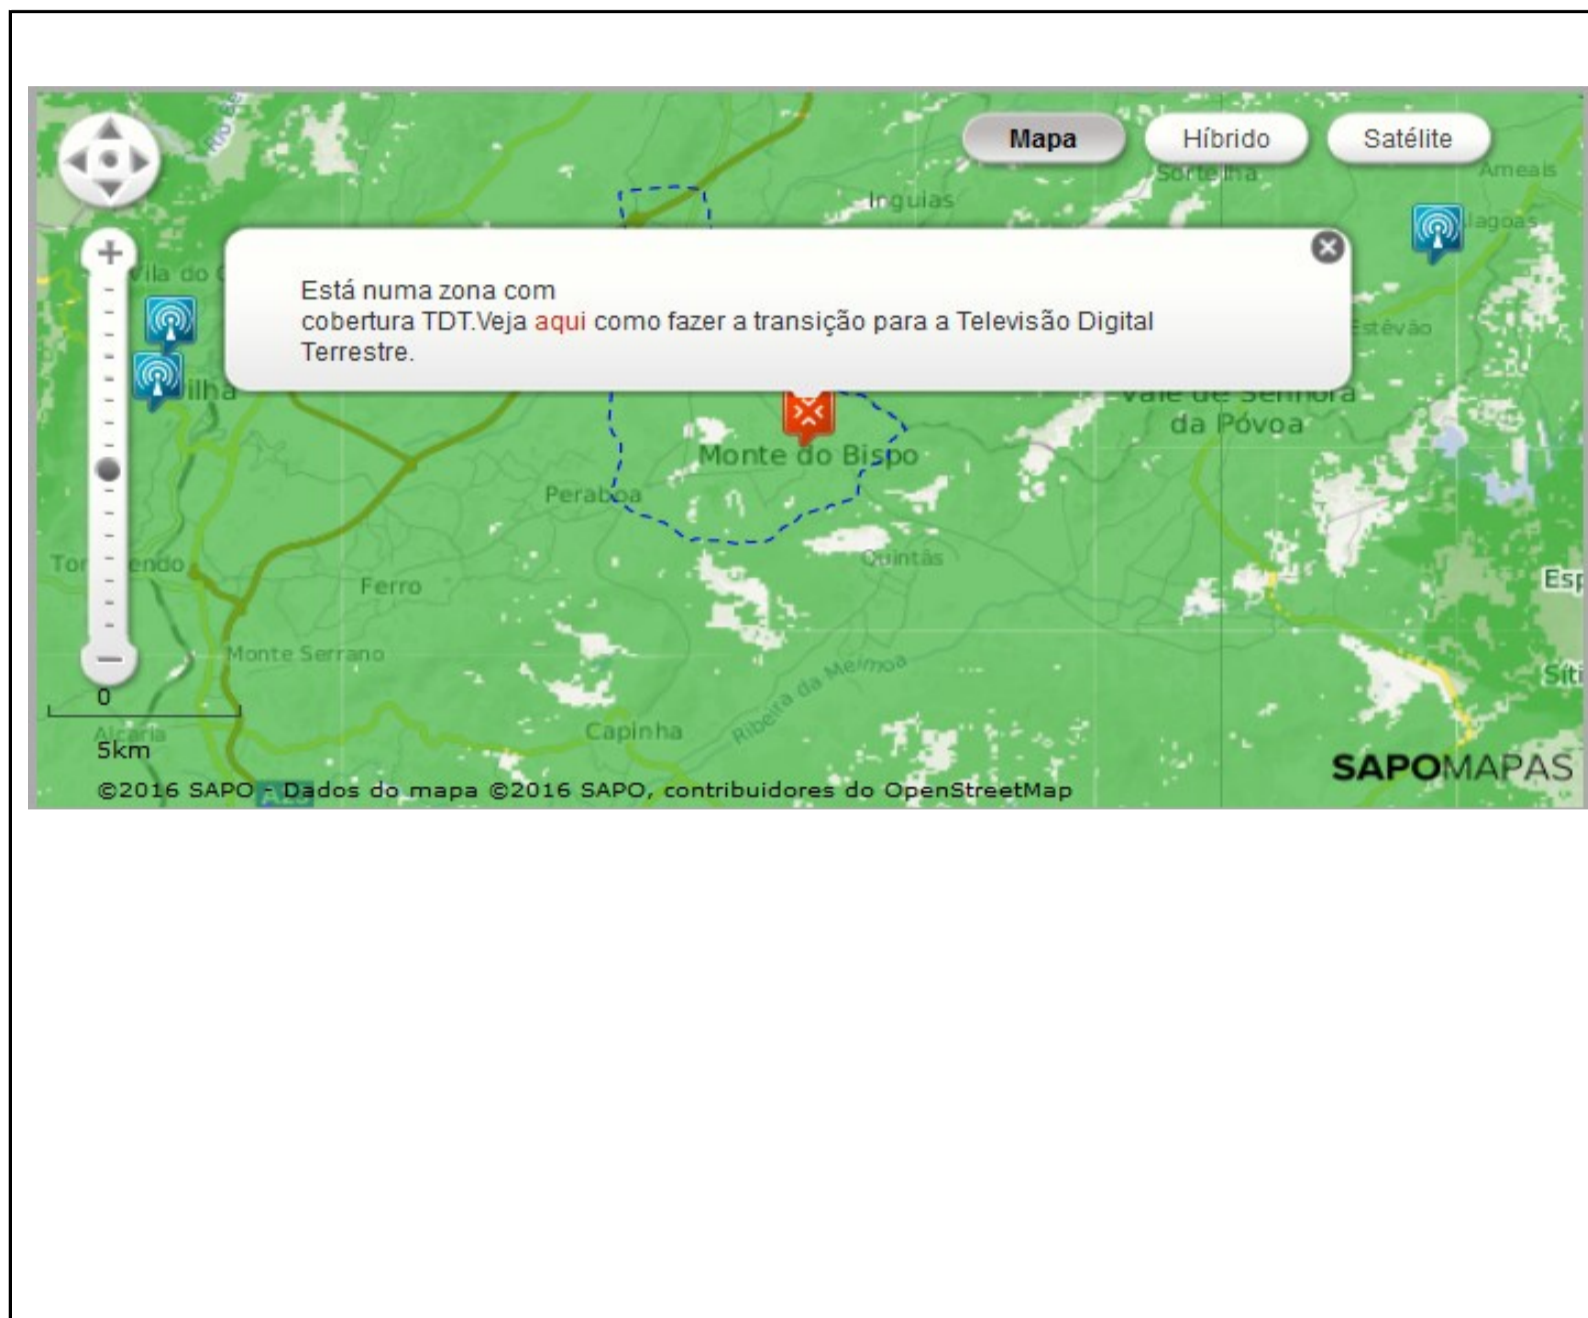 Mapa
Híbrido
Satélite
Sortelha
Ameais
Inguias
Está numa zona com
cobertura TDT.Veja aqui como fazer a transição para a Televisão Digital
Terrestre.
Vale de Senhora
da Póvoa
Monte do Bispo
Peraboa
Quintãs
Ferro
Monte Serrano
Ribeira da Meimoa
Capinha
Alcaria
0
5km
SAPOMAPAS
©2016 SAPO - Dados do mapa ©2016 SAPO, contribuidores do OpenStreetMap